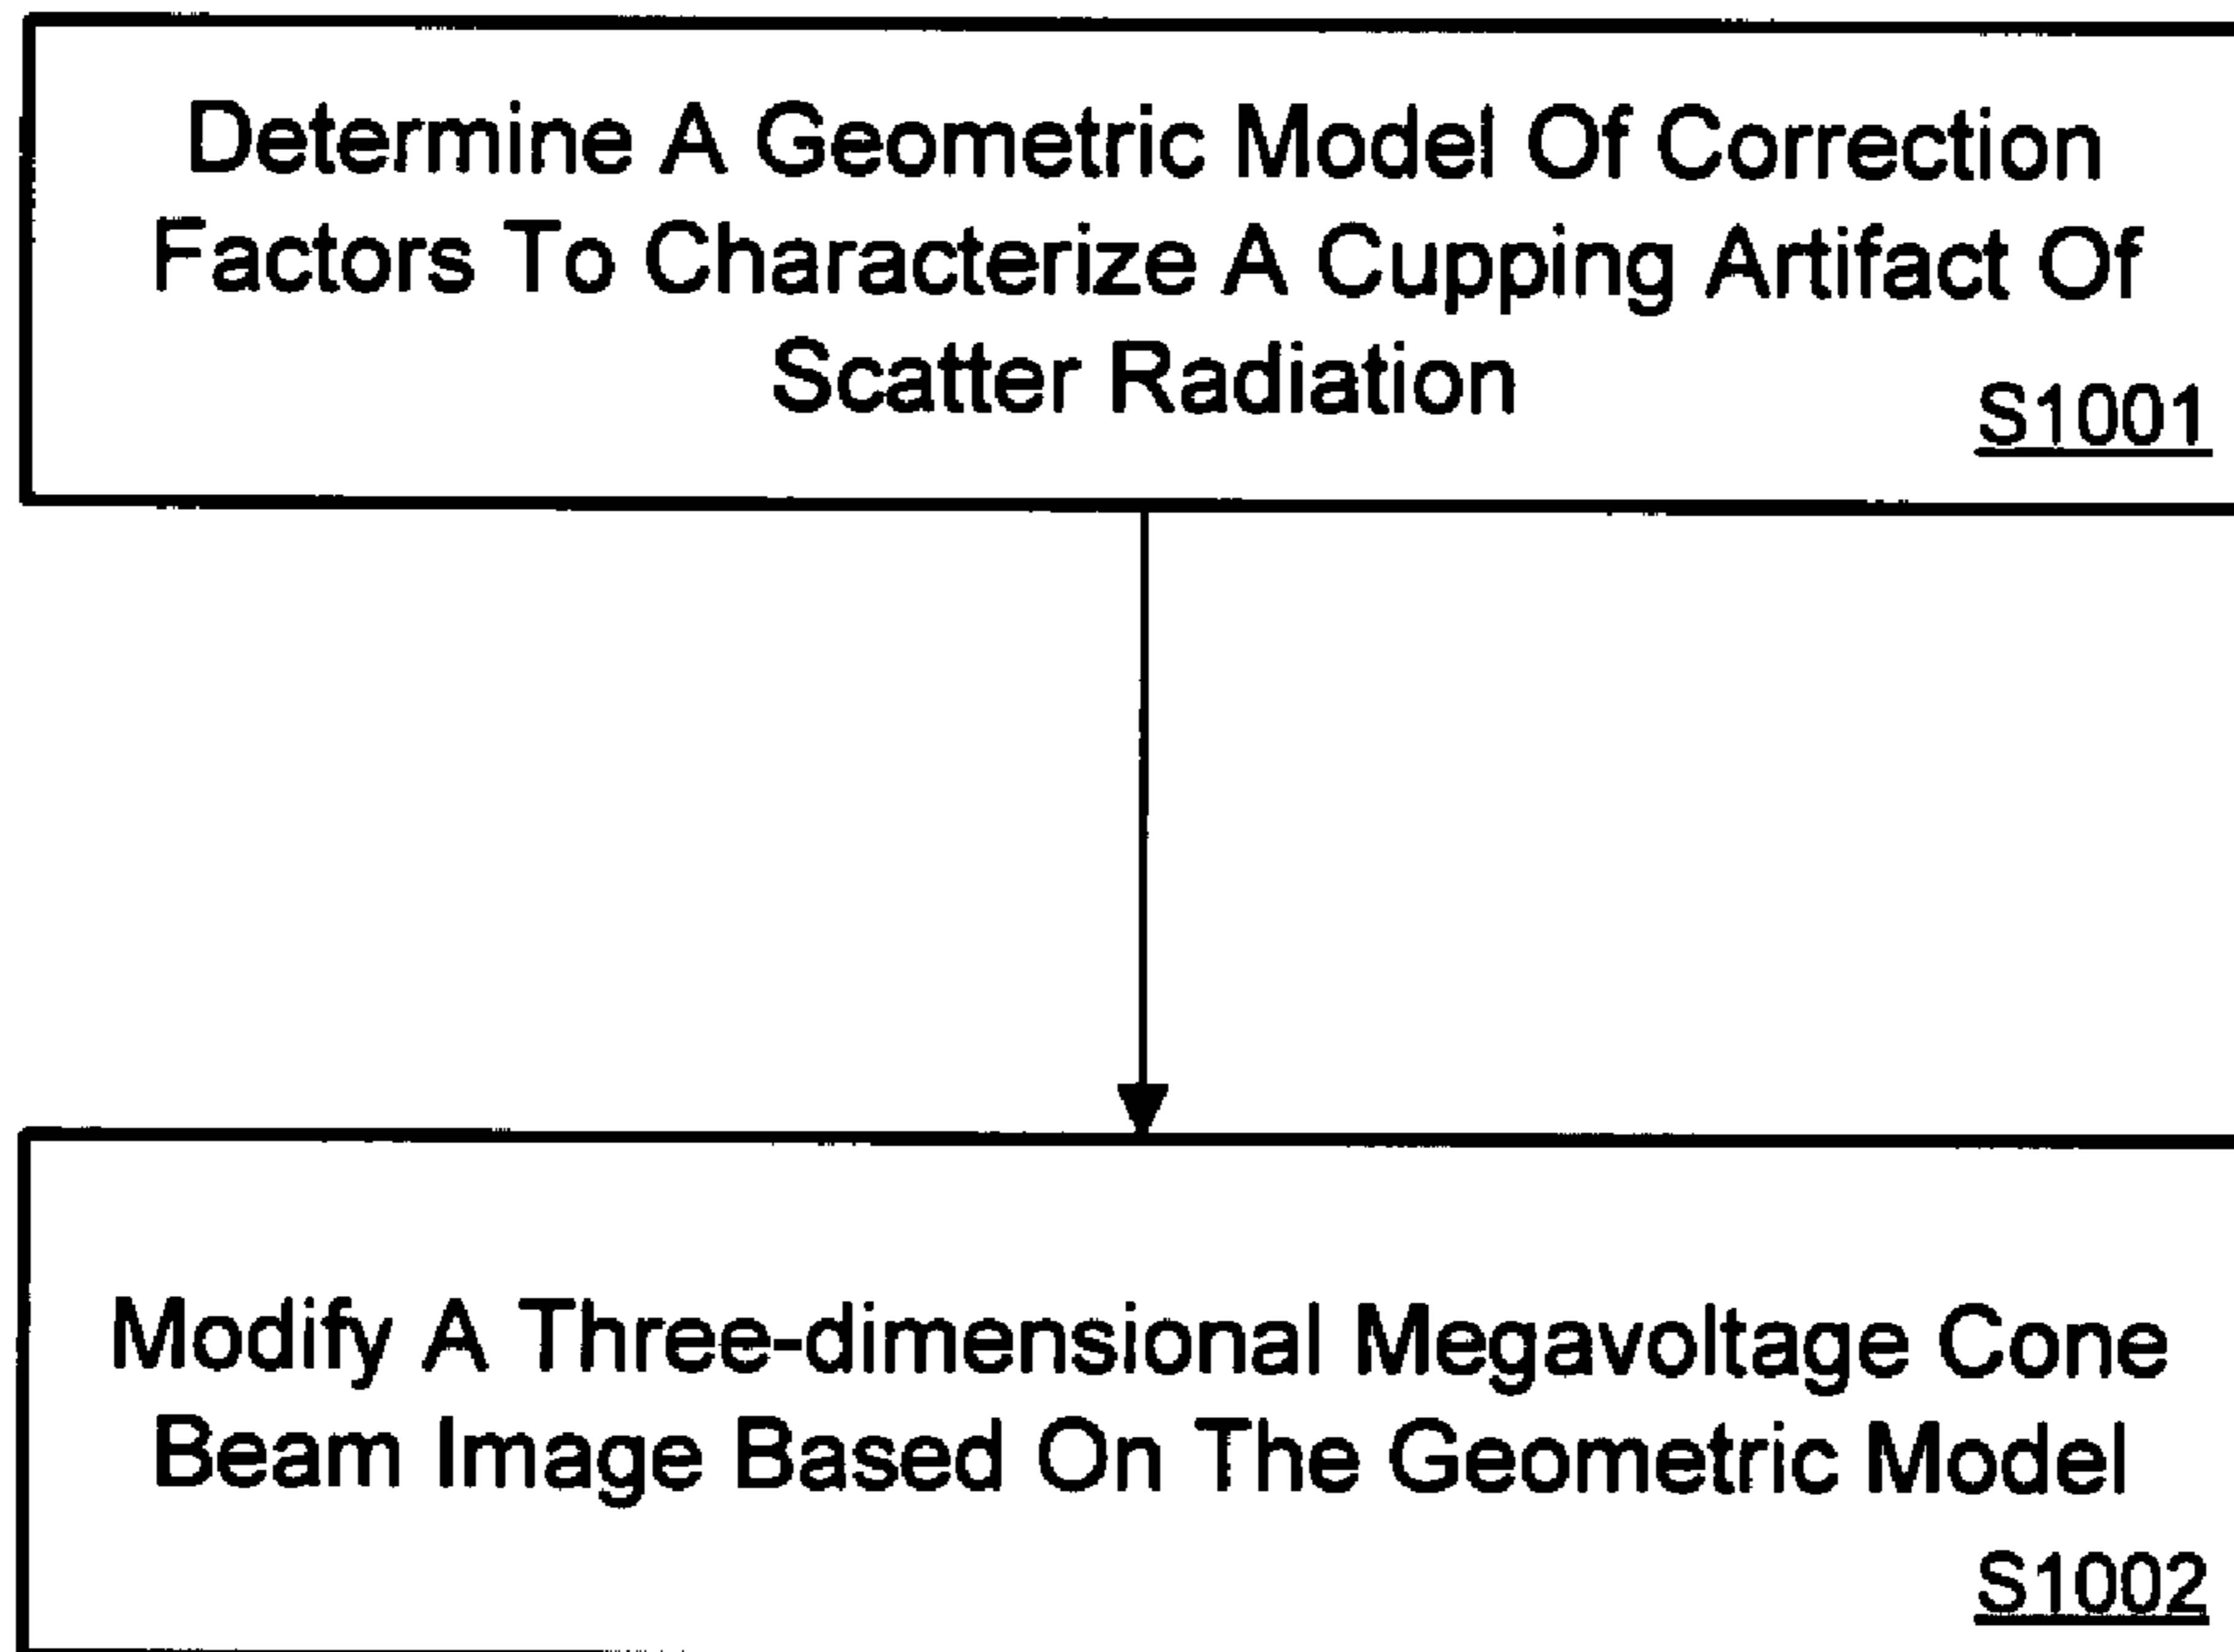 Determine A Geometric Model Of Correction
Factors To Characterize A Cupping Artifact Of
Scatter Radiation
S1001
Modify A Three-dimensional Megavoltage Cone
Beam Image Based On The Geometric Model
S1002